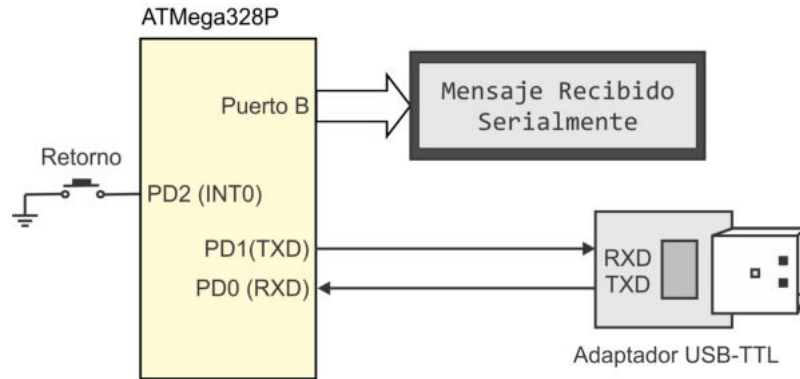 ATMega328P
Puerto B
Mensaje Recibido
Serialmente
Retorno
PD2 (INT0)
PD1(TXD)
PD0 (RXD)
RXD
TXD
Adaptador USB-TTL